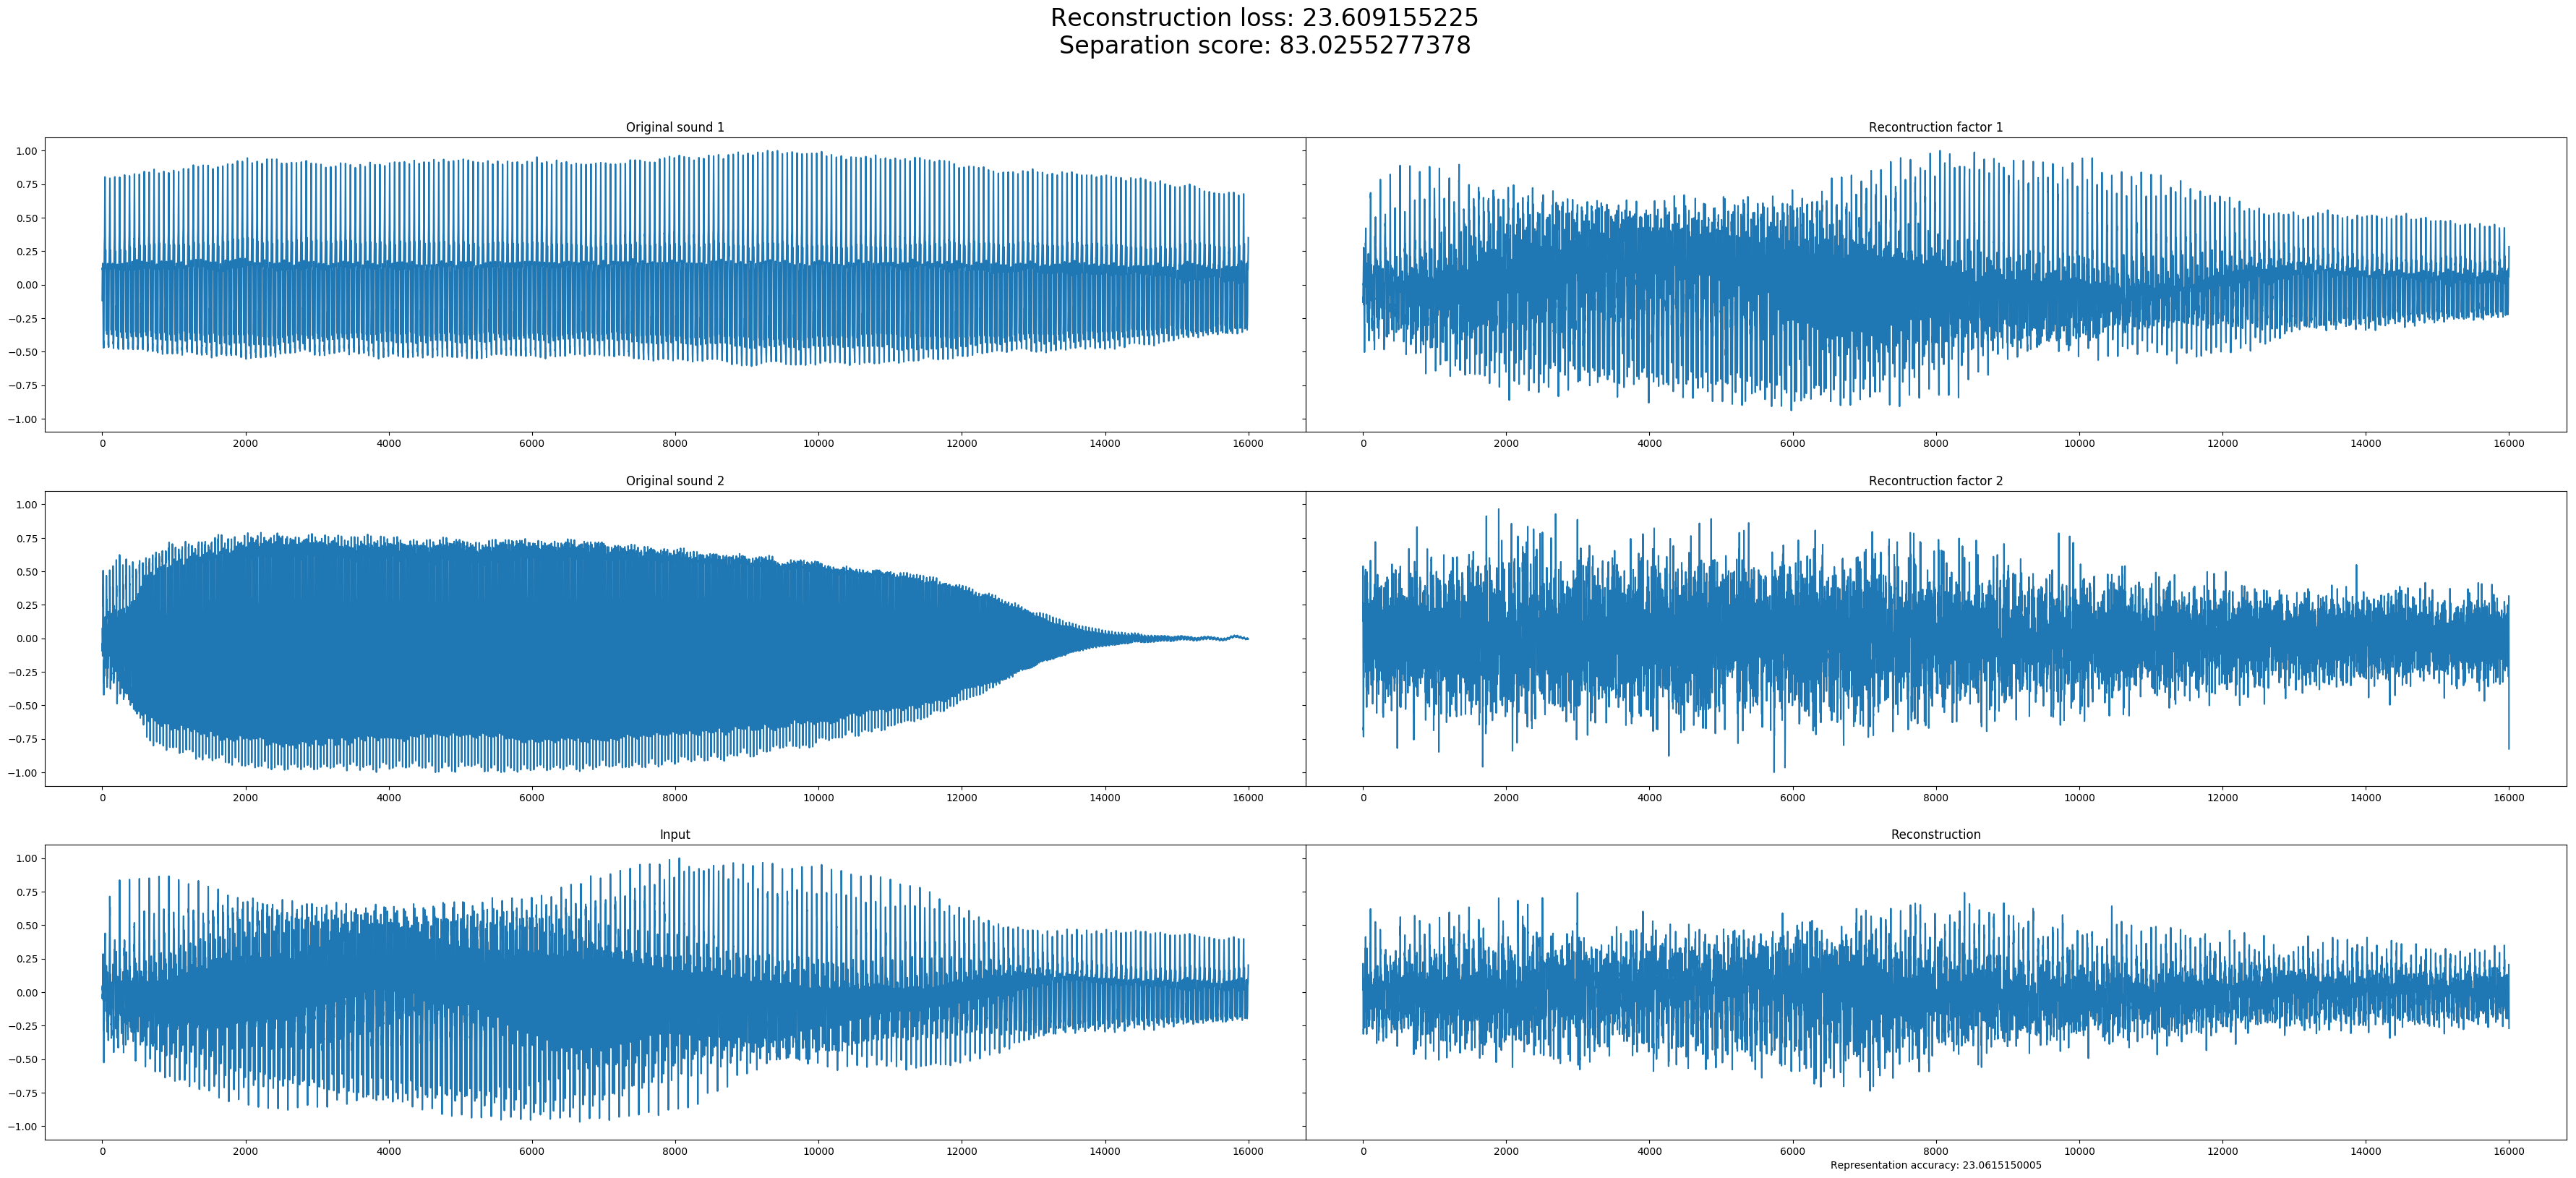 Reconstruction loss: 23.609155225
Separation score: 83.0255277378
Original sound 1
Recontruction factor 1
1.00
0.75
0.50
0.25
0.00
−0.25
−0.50
−0.75
−1.00
0 2000 4000 6000 8000 10000 12000 14000 16000
0 2000 4000 6000 8000 10000 12000 14000 16000
Original sound 2
Recontruction factor 2
1.00
0.75
0.50
0.25
0.00
−0.25
−0.50
−0.75
−1.00
0 2000 4000 6000 8000 10000 12000 14000 16000
0 2000 4000 6000 8000 10000 12000 14000 16000
Input
Reconstruction
1.00
0.75
0.50
0.25
0.00
−0.25
−0.50
−0.75
−1.00
0 2000 4000 6000 8000 10000 12000 14000 16000
0 2000 4000 6000 8000 10000 12000 14000 16000
Representation accuracy: 23.0615150005